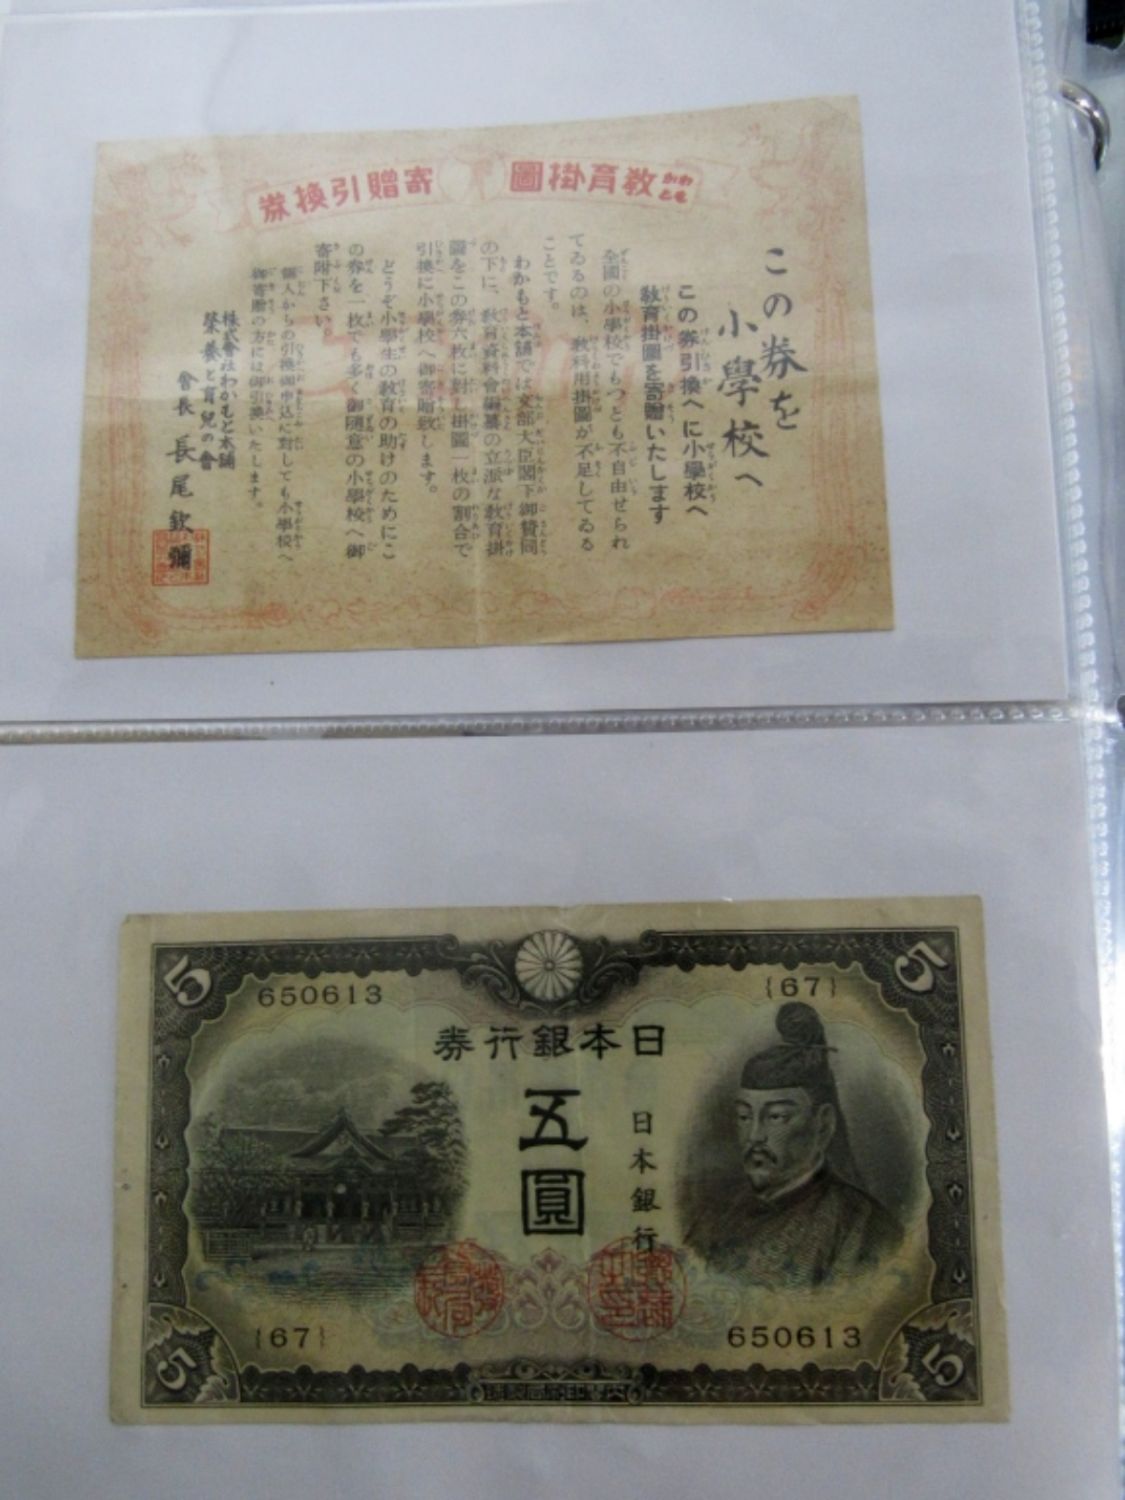 わかもと 教育掛圖 寄贈引換券
この券を
小學校へ
この券引換へに小學校へ
教育掛圖を寄贈いたします
全國の小學校でもつとも不自由せられ
てゐるのは、教科用掛圖が不足してゐる
ことです。
わかもと本舗では文部大臣閣下御賛同
の下に、教育資料會編纂の立派な教育掛
圖をこの券六枚に對し掛圖一枚の割合で
引換に小學校へ御寄贈致します。
どうぞ小學生の教育の助けのためにこ
の券を一枚でも多く御随意の小學校へ御
寄附下さい。
個人からの引換御申込に對しても小學校へ
御寄贈の方には御引換いたします。
株式會社わかもと本舗
榮養と育兒の會
會長 長尾欽彌
5
5
650613
{67}
日本銀行券
五圓
日本銀行
{67}
650613
5
5